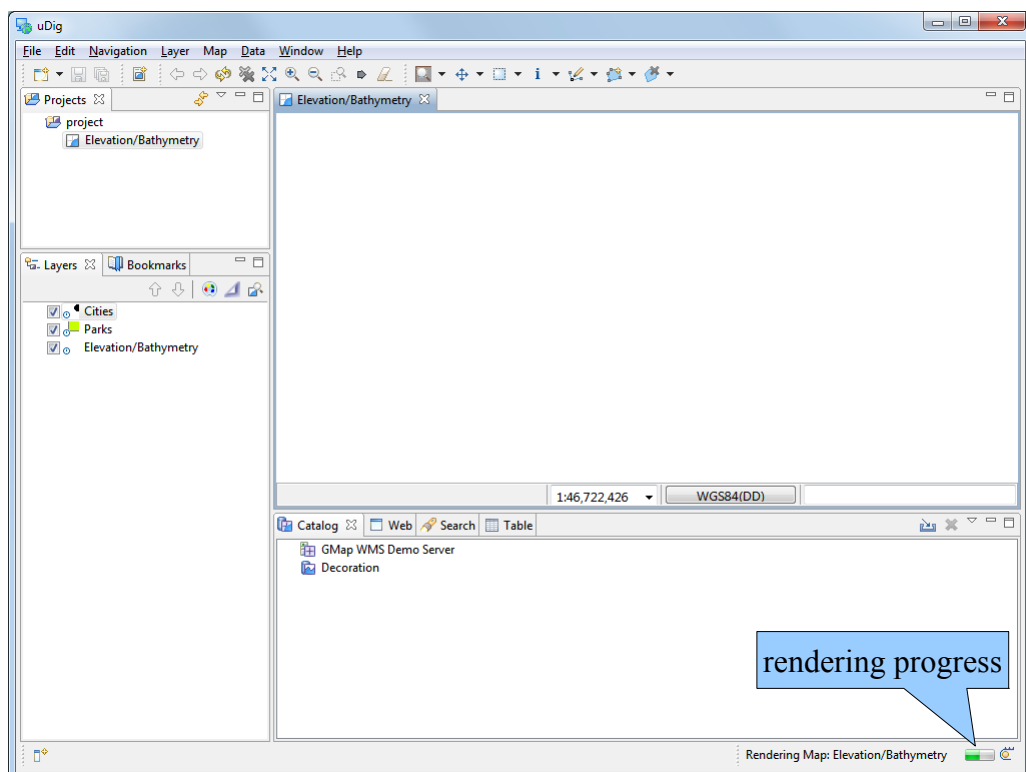 uDig
File Edit Navigation Layer Map Data Window Help
Projects
Elevation/Bathymetry
project
Elevation/Bathymetry
Layers Bookmarks
Cities
Parks
Elevation/Bathymetry
1:46,722,426 WGS84(DD)
Catalog Web Search Table
GMap WMS Demo Server
Decoration
rendering progress
Rendering Map: Elevation/Bathymetry